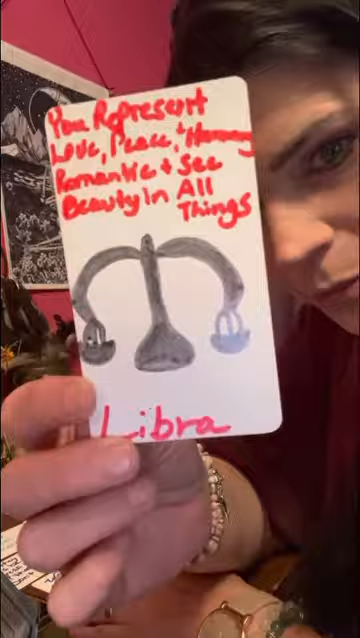 You Represent
Love, Peace, + Harmony
Romantic + See
Beauty In All
Things
Libra